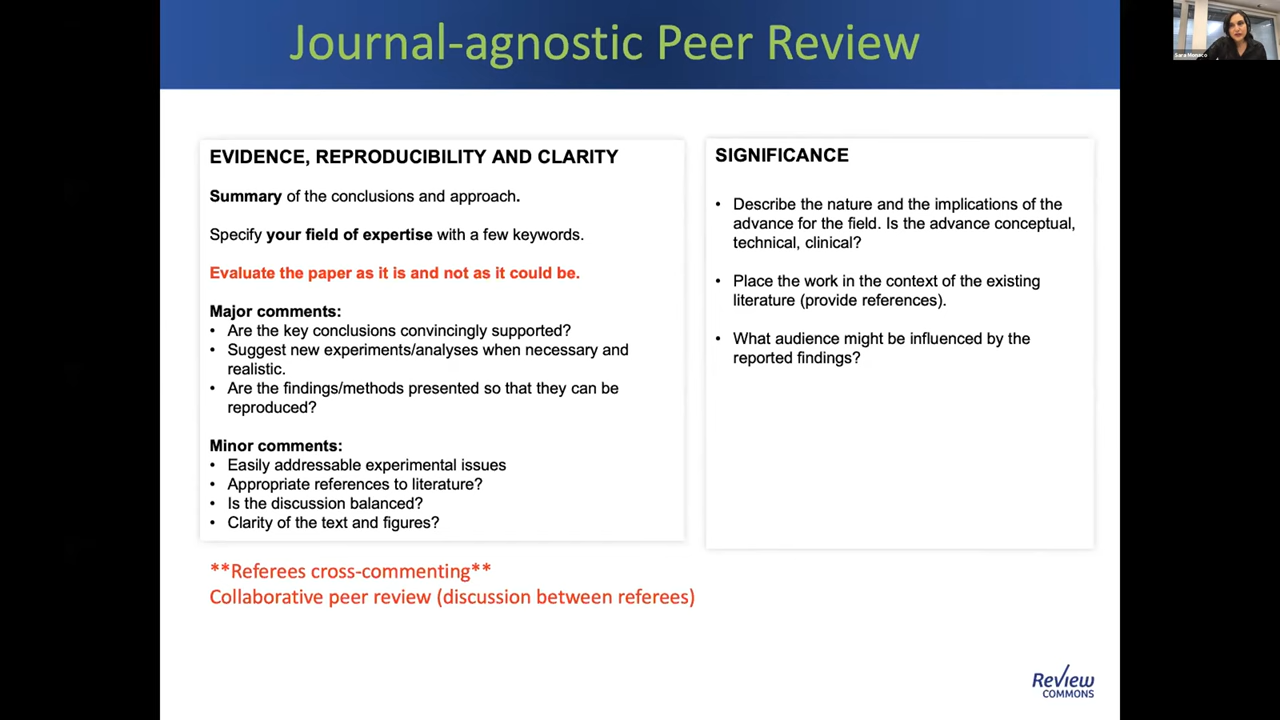 Journal-agnostic Peer Review
Sara Monaco
EVIDENCE, REPRODUCIBILITY AND CLARITY
Summary of the conclusions and approach.
Specify your field of expertise with a few keywords.
Evaluate the paper as it is and not as it could be.
Major comments:
• Are the key conclusions convincingly supported?
• Suggest new experiments/analyses when necessary and
realistic.
• Are the findings/methods presented so that they can be
reproduced?
Minor comments:
• Easily addressable experimental issues
• Appropriate references to literature?
• Is the discussion balanced?
• Clarity of the text and figures?
SIGNIFICANCE
• Describe the nature and the implications of the
advance for the field. Is the advance conceptual,
technical, clinical?
• Place the work in the context of the existing
literature (provide references).
• What audience might be influenced by the
reported findings?
**Referees cross-commenting**
Collaborative peer review (discussion between referees)
Review
COMMONS